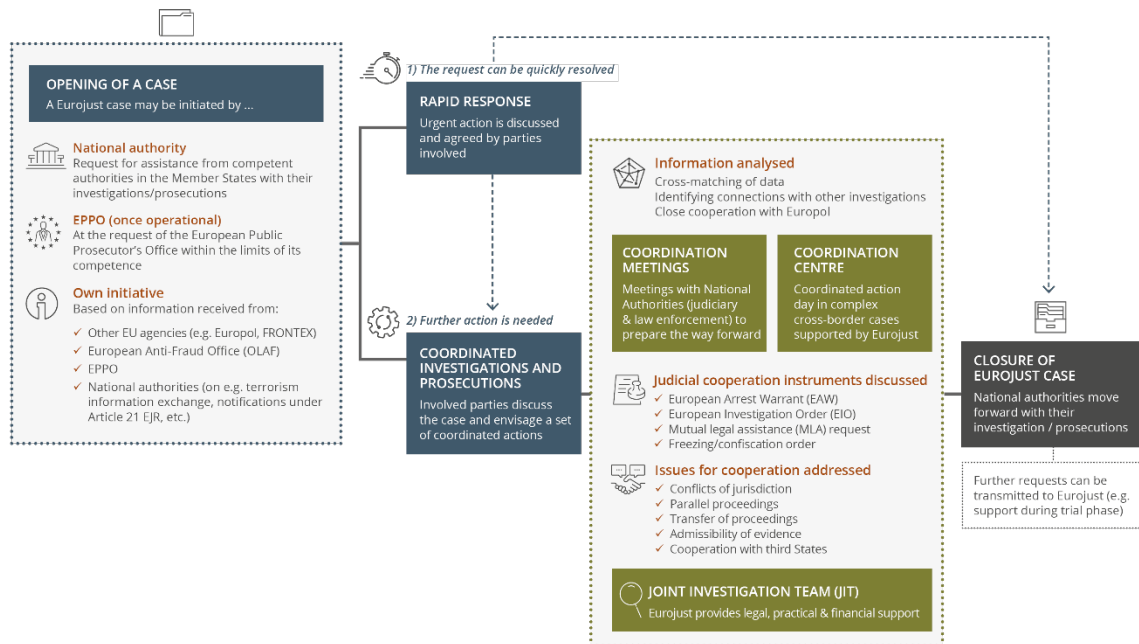 OPENING OF A CASE
A Eurojust case may be initiated by ...
National authority
Request for assistance from competent
authorities in the Member States with their
investigations/prosecutions
EPPO (once operational)
At the request of the European Public
Prosecutor's Office within the limits of its
competence
Own initiative
Based on information received from:
✓ Other EU agencies (e.g. Europol, FRONTEX)
✓ European Anti-Fraud Office (OLAF)
✓ EPPO
✓ National authorities (on e.g. terrorism
information exchange, notifications under
Article 21 EJR, etc.)
1) The request can be quickly resolved
RAPID RESPONSE
Urgent action is discussed
and agreed by parties
involved
2) Further action is needed
COORDINATED
INVESTIGATIONS AND
PROSECUTIONS
Involved parties discuss
the case and envisage a set
of coordinated actions
Information analysed
Cross-matching of data
Identifying connections with other investigations
Close cooperation with Europol
COORDINATION
MEETINGS
Meetings with National
Authorities (judiciary
& law enforcement) to
prepare the way forward
COORDINATION
CENTRE
Coordinated action
day in complex
cross-border cases
supported by Eurojust
Judicial cooperation instruments discussed
✓ European Arrest Warrant (EAW)
✓ European Investigation Order (EIO)
✓ Mutual legal assistance (MLA) request
✓ Freezing/confiscation order
Issues for cooperation addressed
✓ Conflicts of jurisdiction
✓ Parallel proceedings
✓ Transfer of proceedings
✓ Admissibility of evidence
✓ Cooperation with third States
JOINT INVESTIGATION TEAM (JIT)
Eurojust provides legal, practical & financial support
CLOSURE OF
EUROJUST CASE
National authorities move
forward with their
investigation / prosecutions
Further requests can be
transmitted to Eurojust (e.g.
support during trial phase)